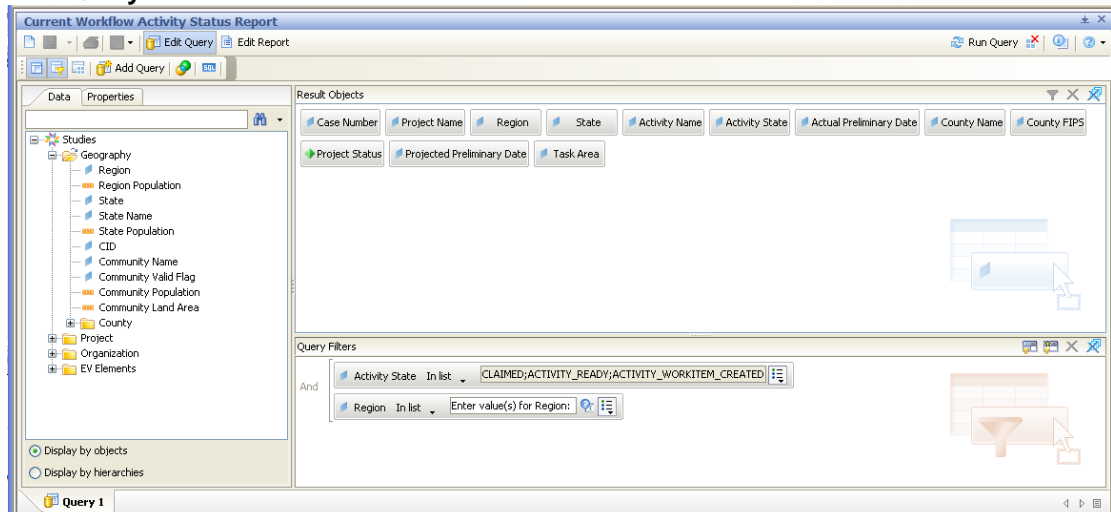 Current Workflow Activity Status Report
Edit Query Edit Report Run Query
Add Query SQL
Data Properties
Studies
Geography
Region
Region Population
State
State Name
State Population
CID
Community Name
Community Valid Flag
Community Population
Community Land Area
County
Project
Organization
EV Elements
Display by objects
Display by hierarchies
Result Objects
Case Number Project Name Region State Activity Name Activity State Actual Preliminary Date County Name County FIPS
Project Status Projected Preliminary Date Task Area
Query Filters
And
Activity State In list CLAIMED;ACTIVITY_READY;ACTIVITY_WORKITEM_CREATED
Region In list Enter value(s) for Region:
Query 1